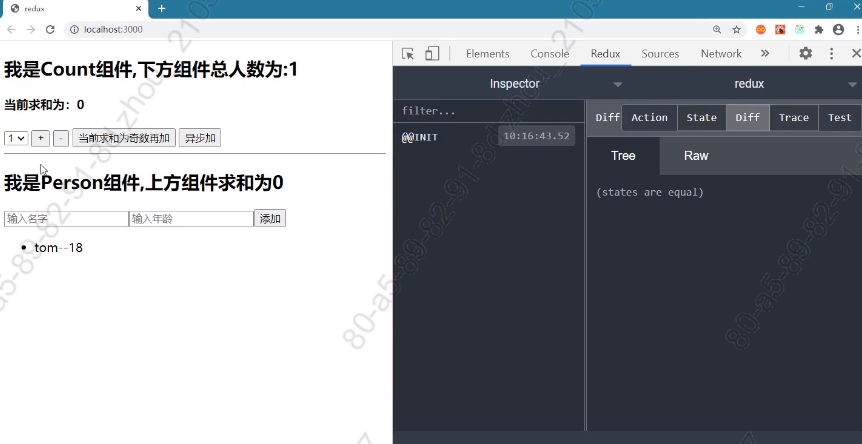 redux
localhost:3000
我是Count组件,下方组件总人数为:1
当前求和为：0
1 + - 当前求和为奇数再加 异步加
我是Person组件,上方组件求和为0
输入名字 输入年龄 添加
tom--18
Elements Console Redux Sources Network
Inspector redux
filter...
@@INIT 10:16:43.52
Diff Action State Diff Trace Test
Tree Raw
(states are equal)